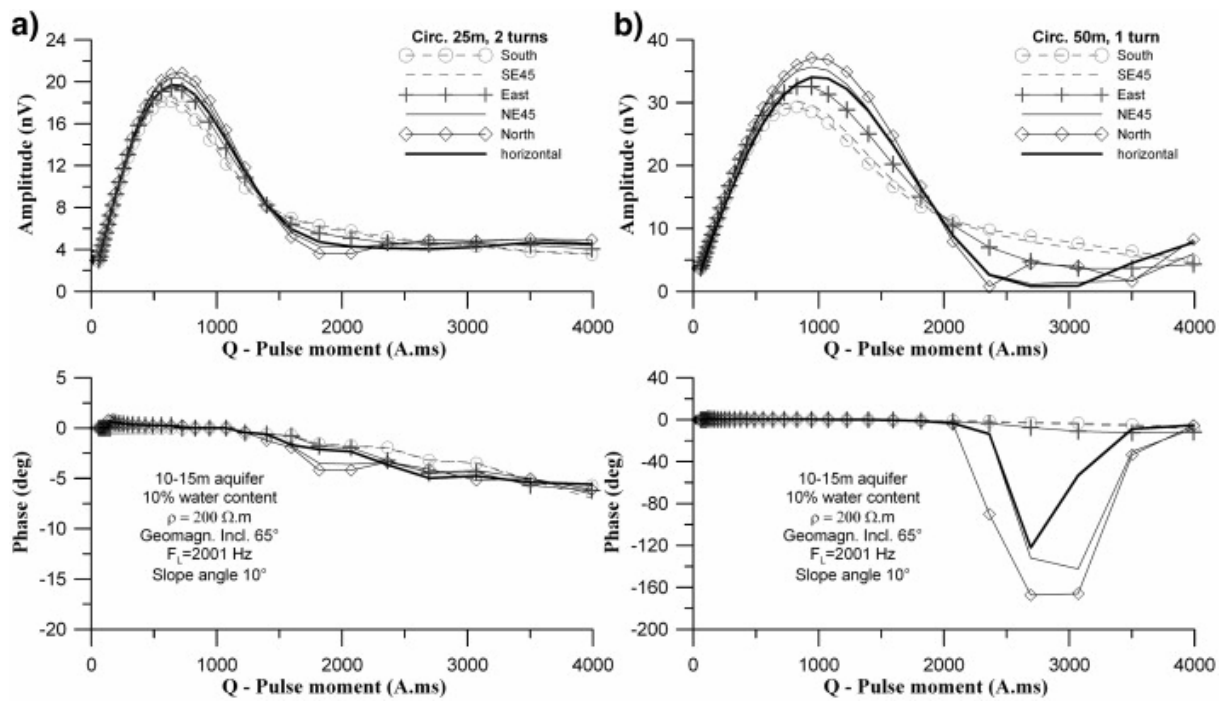 a)
Circ. 25m, 2 turns
South
SE45
East
NE45
North
horizontal
24
20
16
12
8
4
0
Amplitude (nV)
0 1000 2000 3000 4000
Q - Pulse moment (A.ms)
5
0
-5
-10
-15
-20
Phase (deg)
10-15m aquifer
10% water content
ρ = 200 Ω.m
Geomagn. Incl. 65°
F_L=2001 Hz
Slope angle 10°
0 1000 2000 3000 4000
Q - Pulse moment (A.ms)
b)
Circ. 50m, 1 turn
South
SE45
East
NE45
North
horizontal
40
30
20
10
0
Amplitude (nV)
0 1000 2000 3000 4000
Q - Pulse moment (A.ms)
40
0
-40
-80
-120
-160
-200
Phase (deg)
10-15m aquifer
10% water content
ρ = 200 Ω.m
Geomagn. Incl. 65°
F_L=2001 Hz
Slope angle 10°
0 1000 2000 3000 4000
Q - Pulse moment (A.ms)